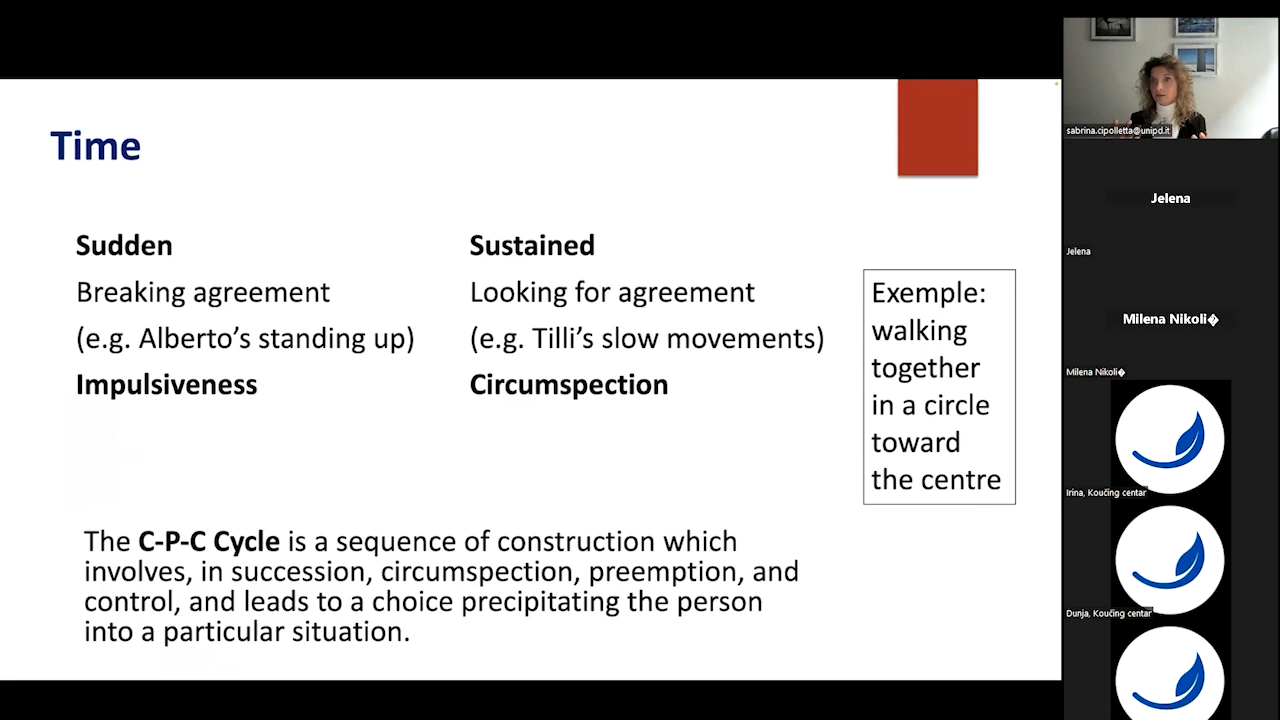 Time
Sudden
Breaking agreement
(e.g. Alberto’s standing up)
Impulsiveness
Sustained
Looking for agreement
(e.g. Tilli’s slow movements)
Circumspection
Exemple:
walking
together
in a circle
toward
the centre
The C-P-C Cycle is a sequence of construction which
involves, in succession, circumspection, preemption, and
control, and leads to a choice precipitating the person
into a particular situation.
sabrina.cipolletta@unipd.it
Jelena
Jelena
Milena Nikoli�
Milena Nikoli�
Irina, Koučing centar
Dunja, Koučing centar